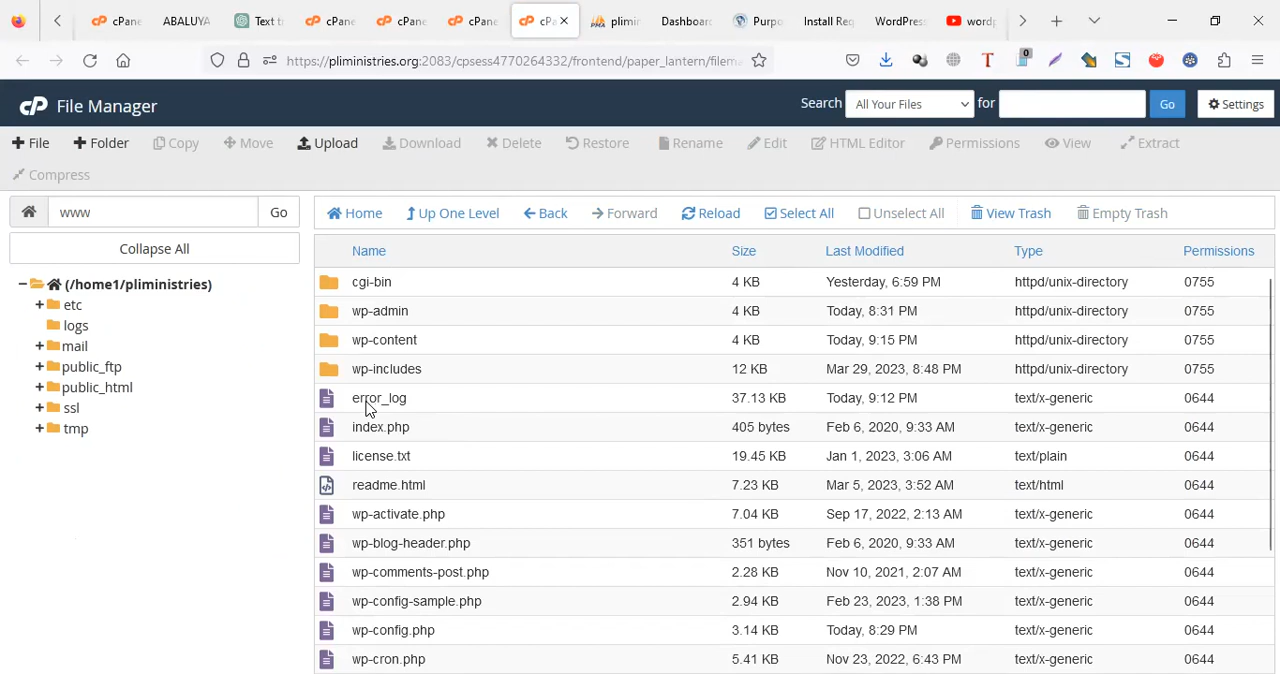 cPane ABALUYA Text t cPane cPane cPane cPa plimin Dashboard Purpo Install Req WordPress word
https://pliministries.org:2083/cpsess4770264332/frontend/paper_lantern/filema
0
cP File Manager Search All Your Files for Go Settings
File Folder Copy Move Upload Download Delete Restore Rename Edit HTML Editor Permissions View Extract
Compress
www Go Home Up One Level Back Forward Reload Select All Unselect All View Trash Empty Trash
Collapse All
Name Size Last Modified Type Permissions
(/home1/pliministries)
etc
logs
mail
public_ftp
public_html
ssl
tmp
cgi-bin 4 KB Yesterday, 6:59 PM httpd/unix-directory 0755
wp-admin 4 KB Today, 8:31 PM httpd/unix-directory 0755
wp-content 4 KB Today, 9:15 PM httpd/unix-directory 0755
wp-includes 12 KB Mar 29, 2023, 8:48 PM httpd/unix-directory 0755
error_log 37.13 KB Today, 9:12 PM text/x-generic 0644
index.php 405 bytes Feb 6, 2020, 9:33 AM text/x-generic 0644
license.txt 19.45 KB Jan 1, 2023, 3:06 AM text/plain 0644
readme.html 7.23 KB Mar 5, 2023, 3:52 AM text/html 0644
wp-activate.php 7.04 KB Sep 17, 2022, 2:13 AM text/x-generic 0644
wp-blog-header.php 351 bytes Feb 6, 2020, 9:33 AM text/x-generic 0644
wp-comments-post.php 2.28 KB Nov 10, 2021, 2:07 AM text/x-generic 0644
wp-config-sample.php 2.94 KB Feb 23, 2023, 1:38 PM text/x-generic 0644
wp-config.php 3.14 KB Today, 8:29 PM text/x-generic 0644
wp-cron.php 5.41 KB Nov 23, 2022, 6:43 PM text/x-generic 0644